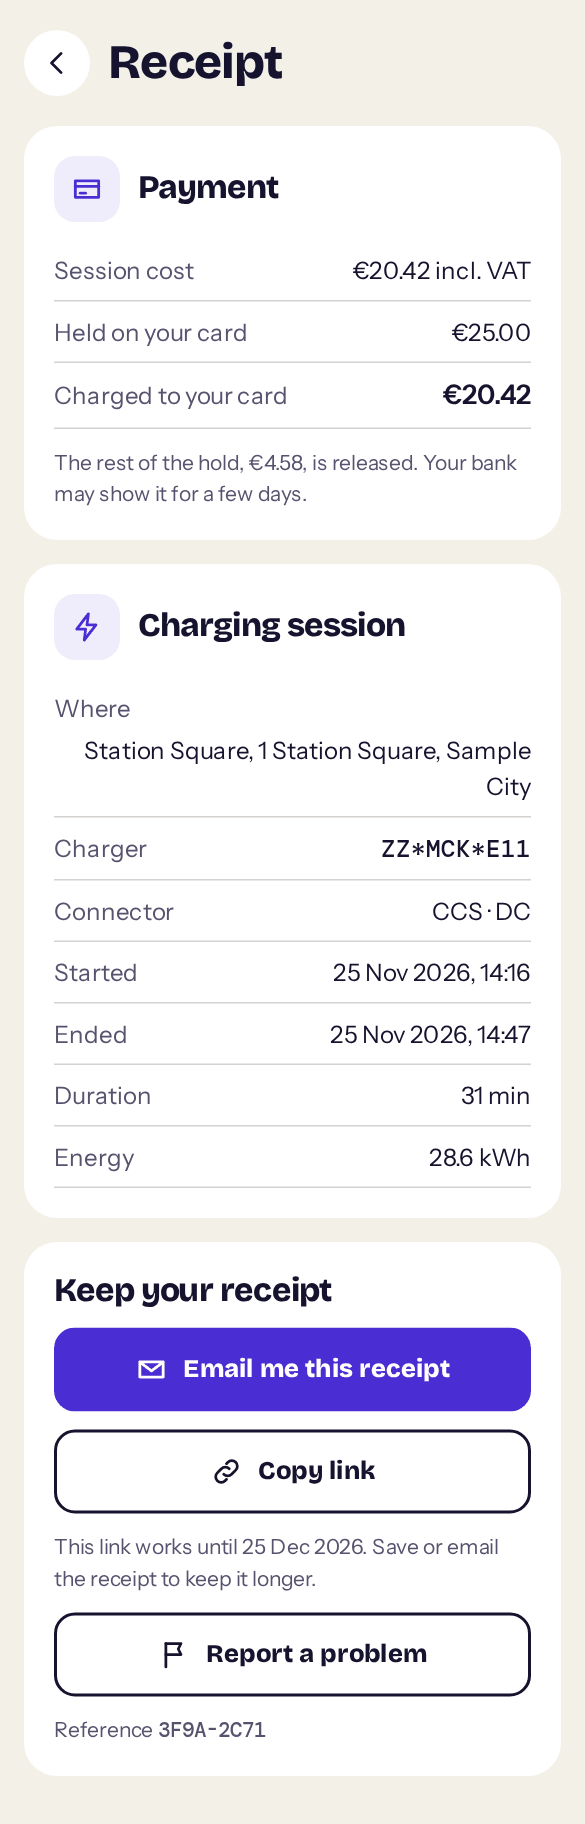 Receipt
Payment
Session cost €20.42 incl. VAT
Held on your card €25.00
Charged to your card €20.42
The rest of the hold, €4.58, is released. Your bank
may show it for a few days.
Charging session
Where
Station Square, 1 Station Square, Sample
City
Charger ZZ*MCK*E11
Connector CCS · DC
Started 25 Nov 2026, 14:16
Ended 25 Nov 2026, 14:47
Duration 31 min
Energy 28.6 kWh
Keep your receipt
Email me this receipt
Copy link
This link works until 25 Dec 2026. Save or email
the receipt to keep it longer.
Report a problem
Reference 3F9A-2C71